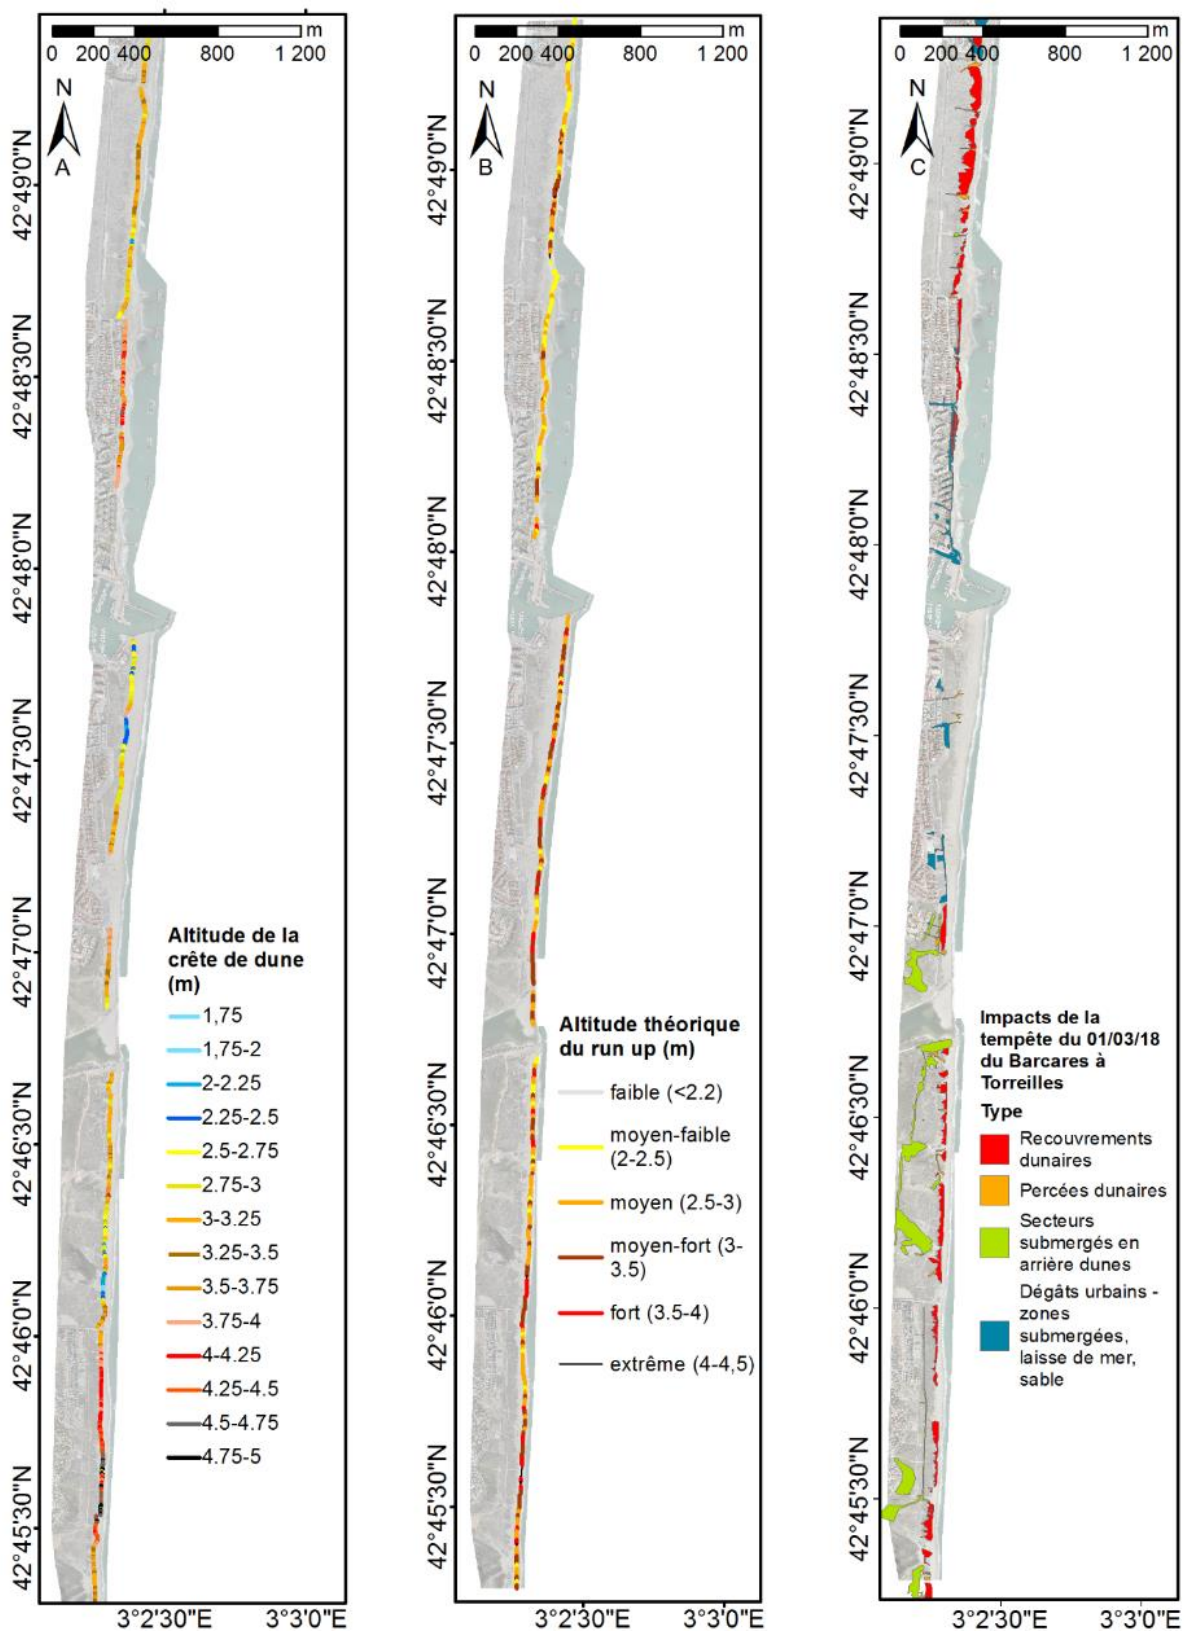 m
0 200 400 800 1200
N
A
42°49'0"N
42°48'30"N
42°48'0"N
42°47'30"N
42°47'0"N
42°46'30"N
42°46'0"N
42°45'30"N
Altitude de la
crête de dune
(m)
1,75
1,75-2
2-2.25
2.25-2.5
2.5-2.75
2.75-3
3-3.25
3.25-3.5
3.5-3.75
3.75-4
4-4.25
4.25-4.5
4.5-4.75
4.75-5
3°2'30"E 3°3'0"E
m
0 200 400 800 1 200
N
B
42°49'0"N
42°48'30"N
42°48'0"N
42°47'30"N
42°47'0"N
42°46'30"N
42°46'0"N
42°45'30"N
Altitude théorique
du run up (m)
faible (<2.2)
moyen-faible
(2-2.5)
moyen (2.5-3)
moyen-fort (3-
3.5)
fort (3.5-4)
extrême (4-4,5)
3°2'30"E 3°3'0"E
m
0 200 400 800 1 200
N
C
42°49'0"N
42°48'30"N
42°48'0"N
42°47'30"N
42°47'0"N
42°46'30"N
42°46'0"N
42°45'30"N
Impacts de la
tempête du 01/03/18
du Barcares à
Torreilles
Type
Recouvrements
dunaires
Percées dunaires
Secteurs
submergés en
arrière dunes
Dégâts urbains -
zones
submergées,
laisse de mer,
sable
3°2'30"E 3°3'0"E